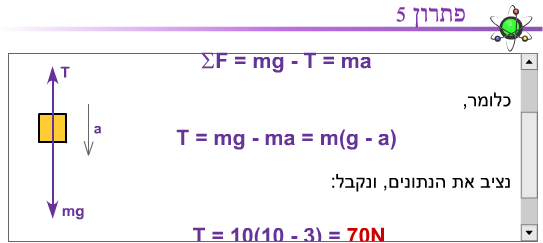 פתרון 5
ΣF = mg - T = ma
T
כלומר,
a
T = mg - ma = m(g - a)
נציב את הנתונים, ונקבל:
mg
T = 10(10 - 3) = 70N